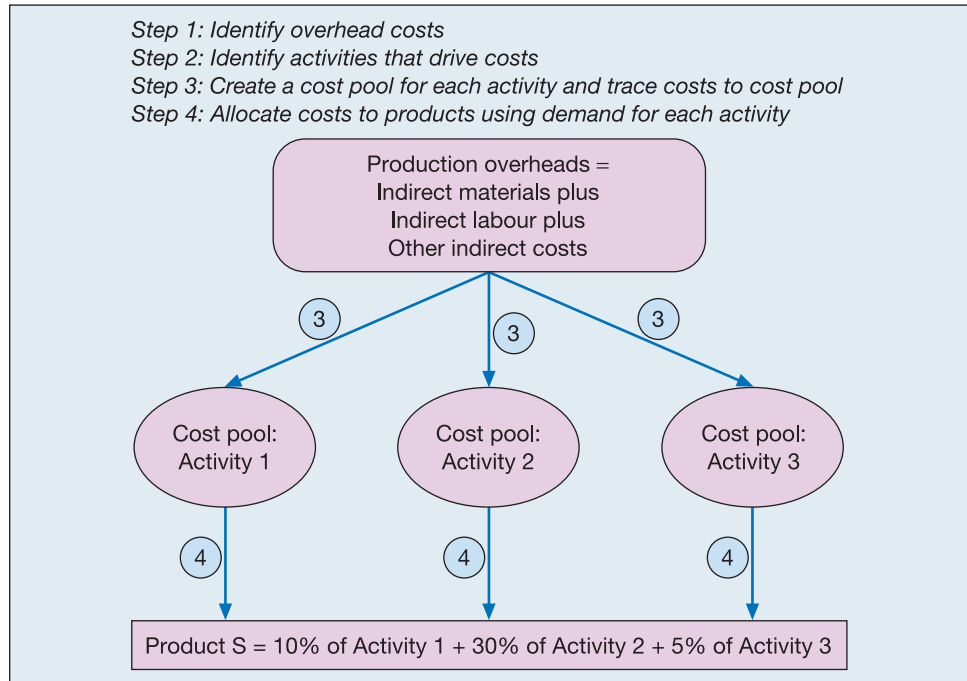 Step 1: Identify overhead costs
Step 2: Identify activities that drive costs
Step 3: Create a cost pool for each activity and trace costs to cost pool
Step 4: Allocate costs to products using demand for each activity
Production overheads =
Indirect materials plus
Indirect labour plus
Other indirect costs
3
3
3
Cost pool:
Activity 1
Cost pool:
Activity 2
Cost pool:
Activity 3
4
4
4
Product S = 10% of Activity 1 + 30% of Activity 2 + 5% of Activity 3